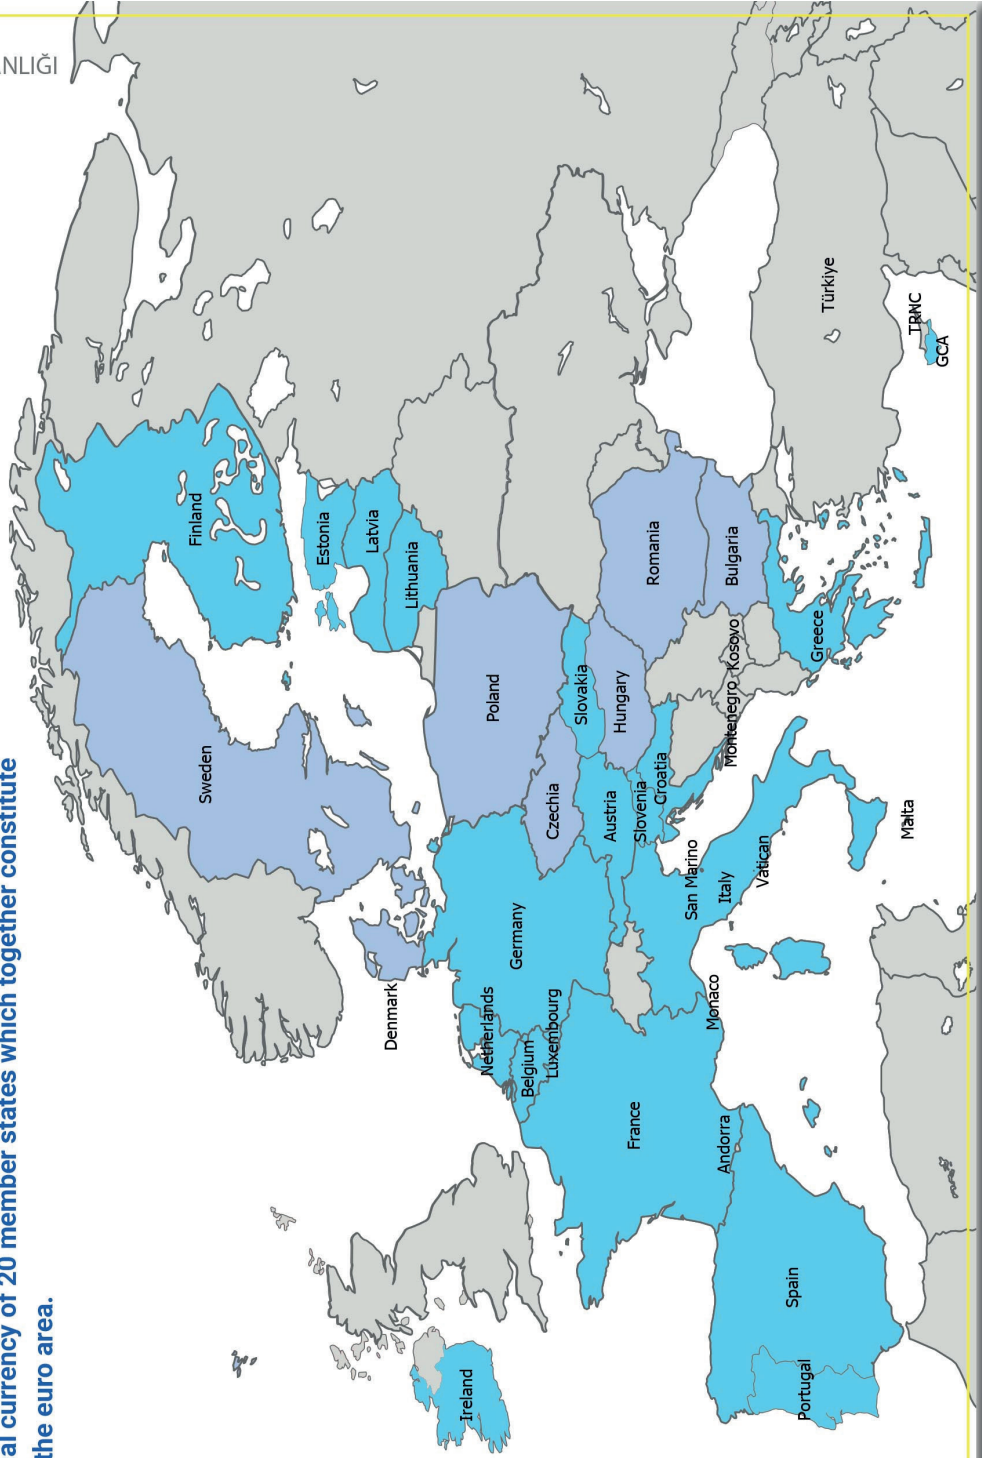 ANLIĞI
al currency of 20 member states which together constitute
the euro area.
Finland
Sweden
Estonia
Latvia
Lithuania
Denmark
Ireland
Netherlands
Belgium
Luxembourg
Germany
Poland
Czechia
Slovakia
Hungary
Austria
Slovenia
Croatia
Romania
Bulgaria
Montenegro
Kosovo
Greece
Türkiye
TRNC
GCA
France
Monaco
Andorra
San Marino
Italy
Vatican
Malta
Spain
Portugal